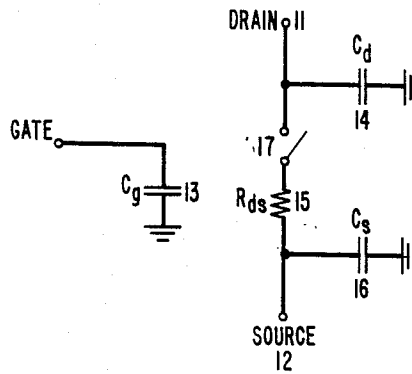 DRAIN 11
Cd
14
GATE
17
Cg 13
Rds 15
Cs
16
SOURCE
12